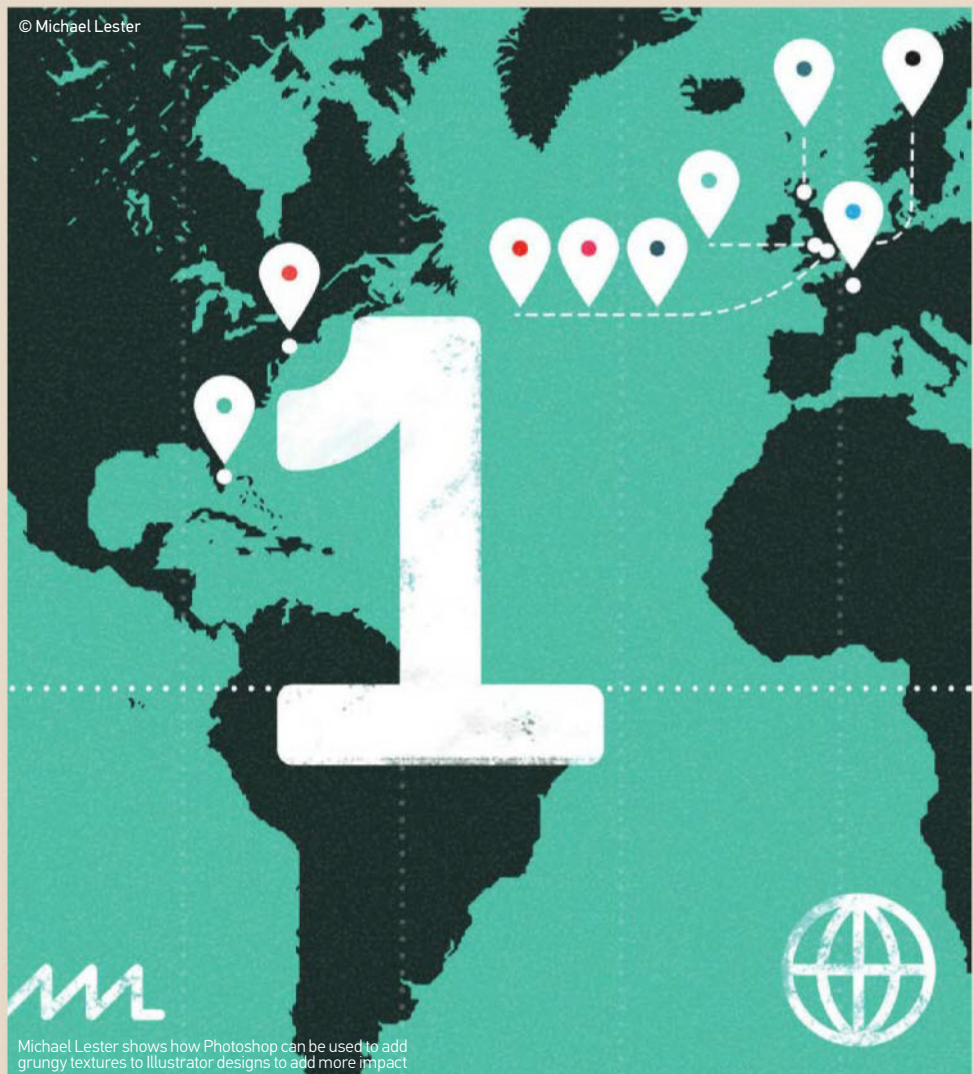 © Michael Lester
1
ML
Michael Lester shows how Photoshop can be used to add
grungy textures to Illustrator designs to add more impact